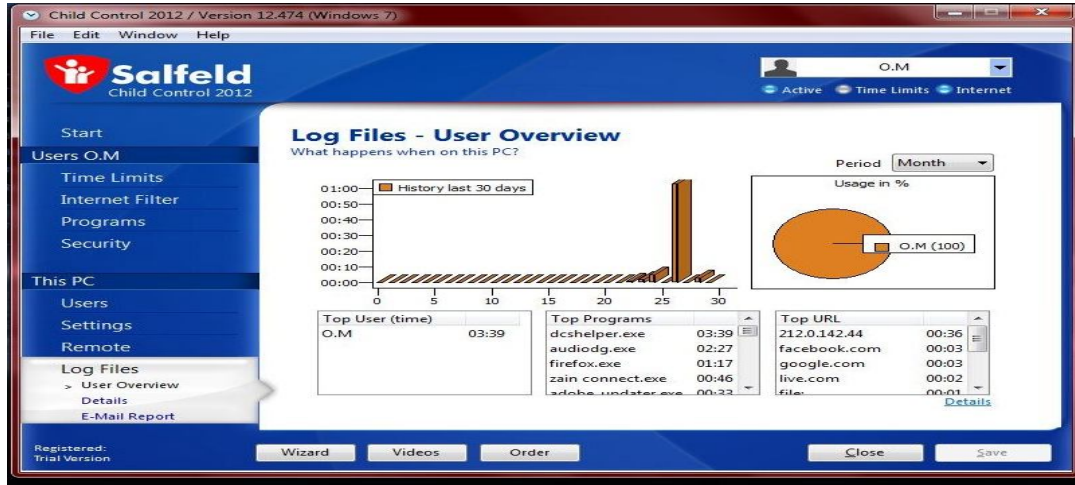 Child Control 2012 / Version 12.474 (Windows 7)
File Edit Window Help
Salfeld
Child Control 2012
O.M
Active Time Limits Internet
Start
Users O.M
Time Limits
Internet Filter
Programs
Security
This PC
Users
Settings
Remote
Log Files
> User Overview
Details
E-Mail Report
Registered:
Trial Version
Log Files - User Overview
What happens when on this PC?
Period Month
History last 30 days
01:00
00:50
00:40
00:30
00:20
00:10
00:00
0 5 10 15 20 25 30
Usage in %
O.M (100)
Top User (time)
O.M 03:39
Top Programs
dcshelper.exe 03:39
audiodg.exe 02:27
firefox.exe 01:17
zain connect.exe 00:46
adobe_updater.exe 00:33
Top URL
212.0.142.44 00:36
facebook.com 00:03
google.com 00:03
live.com 00:02
file: 00:01
Details
Wizard Videos Order Close Save